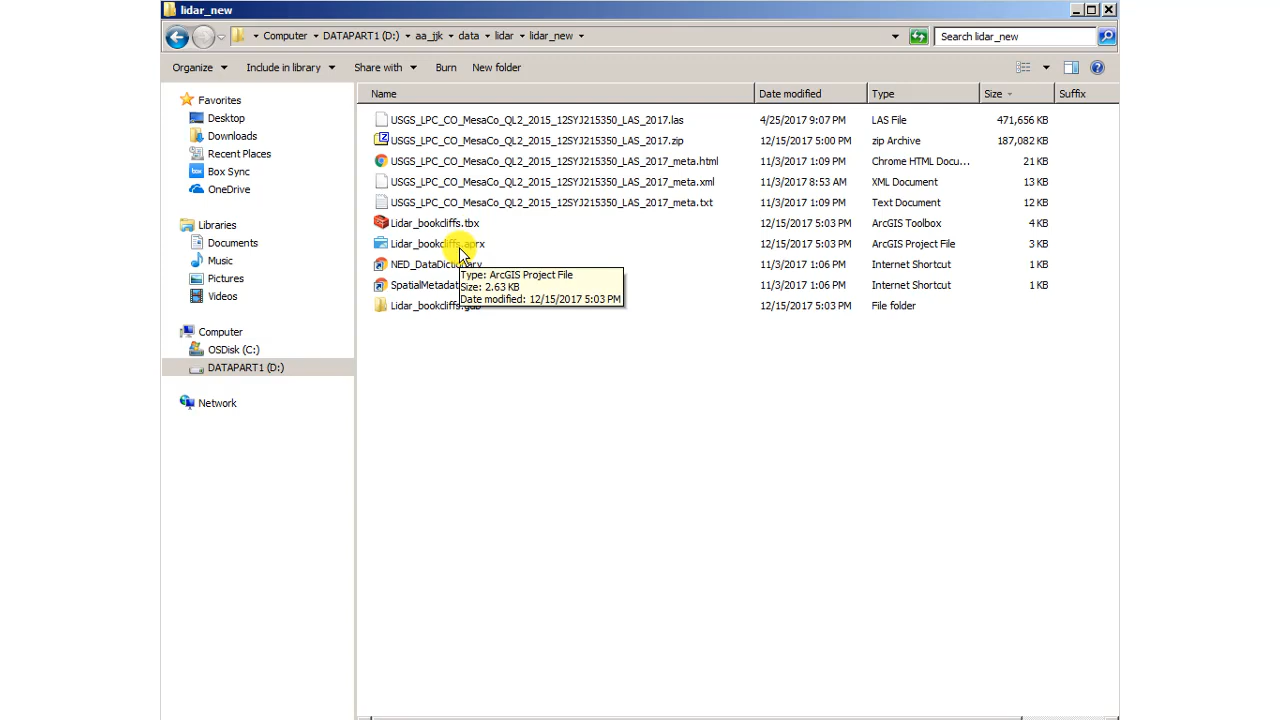 lidar_new
Computer DATAPART1 (D:) aa_jjk data lidar lidar_new Search lidar_new
Organize Include in library Share with Burn New folder
Name Date modified Type Size Suffix
Favorites
Desktop
Downloads
Recent Places
Box Sync
OneDrive
Libraries
Documents
Music
Pictures
Videos
Computer
OSDisk (C:)
DATAPART1 (D:)
Network
USGS_LPC_CO_MesaCo_QL2_2015_12SYJ215350_LAS_2017.las 4/25/2017 9:07 PM LAS File 471,656 KB
USGS_LPC_CO_MesaCo_QL2_2015_12SYJ215350_LAS_2017.zip 12/15/2017 5:00 PM zip Archive 187,082 KB
USGS_LPC_CO_MesaCo_QL2_2015_12SYJ215350_LAS_2017_meta.html 11/3/2017 1:09 PM Chrome HTML Docu... 21 KB
USGS_LPC_CO_MesaCo_QL2_2015_12SYJ215350_LAS_2017_meta.xml 11/3/2017 8:53 AM XML Document 13 KB
USGS_LPC_CO_MesaCo_QL2_2015_12SYJ215350_LAS_2017_meta.txt 11/3/2017 1:09 PM Text Document 12 KB
Lidar_bookcliffs.tbx 12/15/2017 5:03 PM ArcGIS Toolbox 4 KB
Lidar_bookcliffs.aprx 12/15/2017 5:03 PM ArcGIS Project File 3 KB
NED_DataDictionary 11/3/2017 1:06 PM Internet Shortcut 1 KB
SpatialMetadat 11/3/2017 1:06 PM Internet Shortcut 1 KB
Lidar_bookcliffs.gdb 12/15/2017 5:03 PM File folder
Type: ArcGIS Project File
Size: 2.63 KB
Date modified: 12/15/2017 5:03 PM